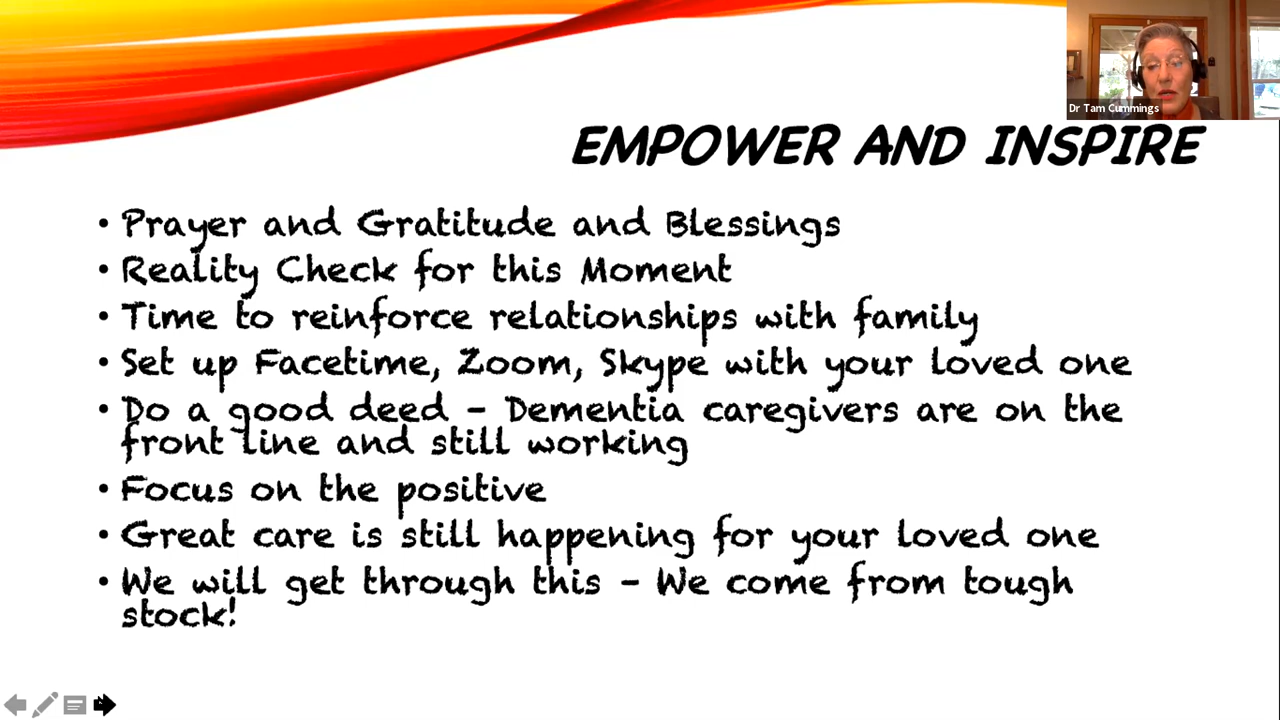 Dr Tam Cummings
EMPOWER AND INSPIRE
• Prayer and Gratitude and Blessings
• Reality Check for this Moment
• Time to reinforce relationships with family
• Set up Facetime, Zoom, Skype with your loved one
• Do a good deed – Dementia caregivers are on the
front line and still working
• Focus on the positive
• Great care is still happening for your loved one
• We will get through this – We come from tough
stock!